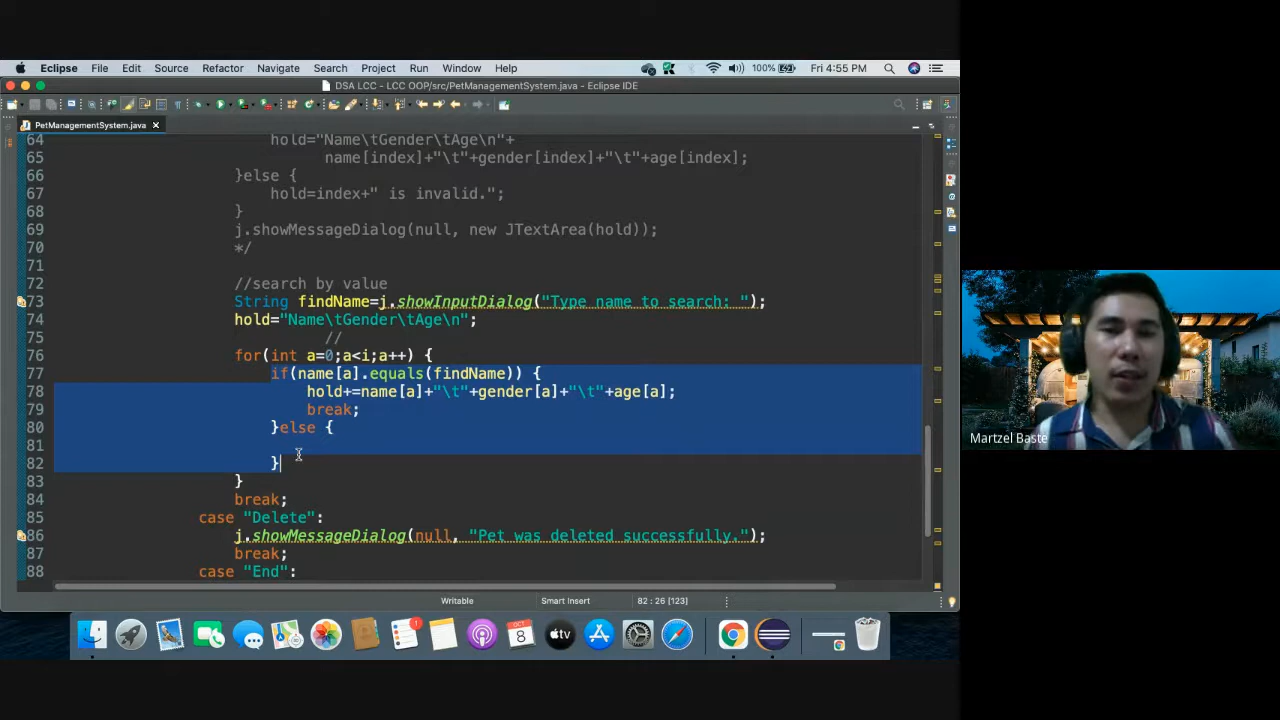 Eclipse File Edit Source Refactor Navigate Search Project Run Window Help 100% Fri 4:55 PM
DSA LCC - LCC OOP/src/PetManagementSystem.java - Eclipse IDE
PetManagementSystem.java
64 hold="Name\tGender\tAge\n"+
65 name[index]+"\t"+gender[index]+"\t"+age[index];
66 }else {
67 hold=index+" is invalid.";
68 }
69 j.showMessageDialog(null, new JTextArea(hold));
70 */
71
72 //search by value
73 String findName=j.showInputDialog("Type name to search: ");
74 hold="Name\tGender\tAge\n";
75 //
76 for(int a=0;a<i;a++) {
77 if(name[a].equals(findName)) {
78 hold+=name[a]+"\t"+gender[a]+"\t"+age[a];
79 break;
80 }else {
81
82 }
83 }
84 break;
85 case "Delete":
86 j.showMessageDialog(null, "Pet was deleted successfully.");
87 break;
88 case "End":
Writable Smart Insert 82 : 26 [123]
Martzel Baste
1
OCT
8
tv